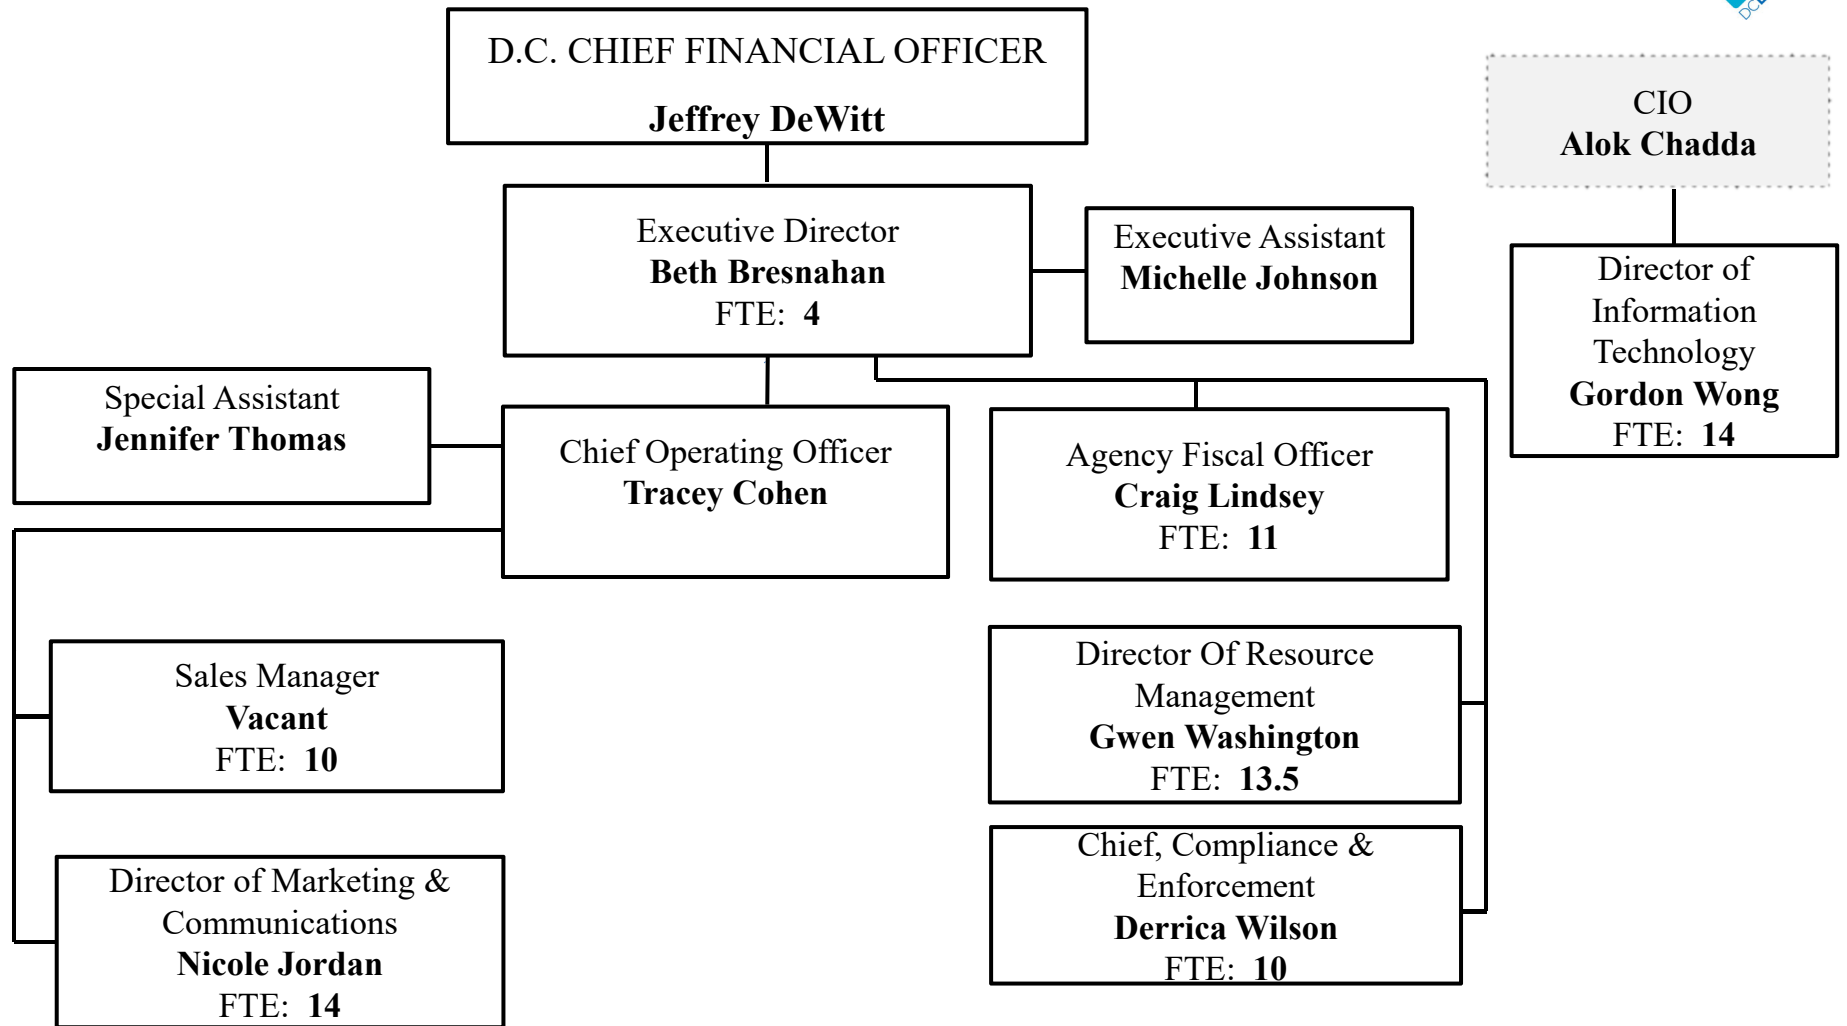 D.C. CHIEF FINANCIAL OFFICER
Jeffrey DeWitt
CIO
Alok Chadda
Executive Director
Beth Bresnahan
FTE: 4
Executive Assistant
Michelle Johnson
Director of
Information
Technology
Gordon Wong
FTE: 14
Special Assistant
Jennifer Thomas
Chief Operating Officer
Tracey Cohen
Agency Fiscal Officer
Craig Lindsey
FTE: 11
Sales Manager
Vacant
FTE: 10
Director Of Resource
Management
Gwen Washington
FTE: 13.5
Director of Marketing &
Communications
Nicole Jordan
FTE: 14
Chief, Compliance &
Enforcement
Derrica Wilson
FTE: 10